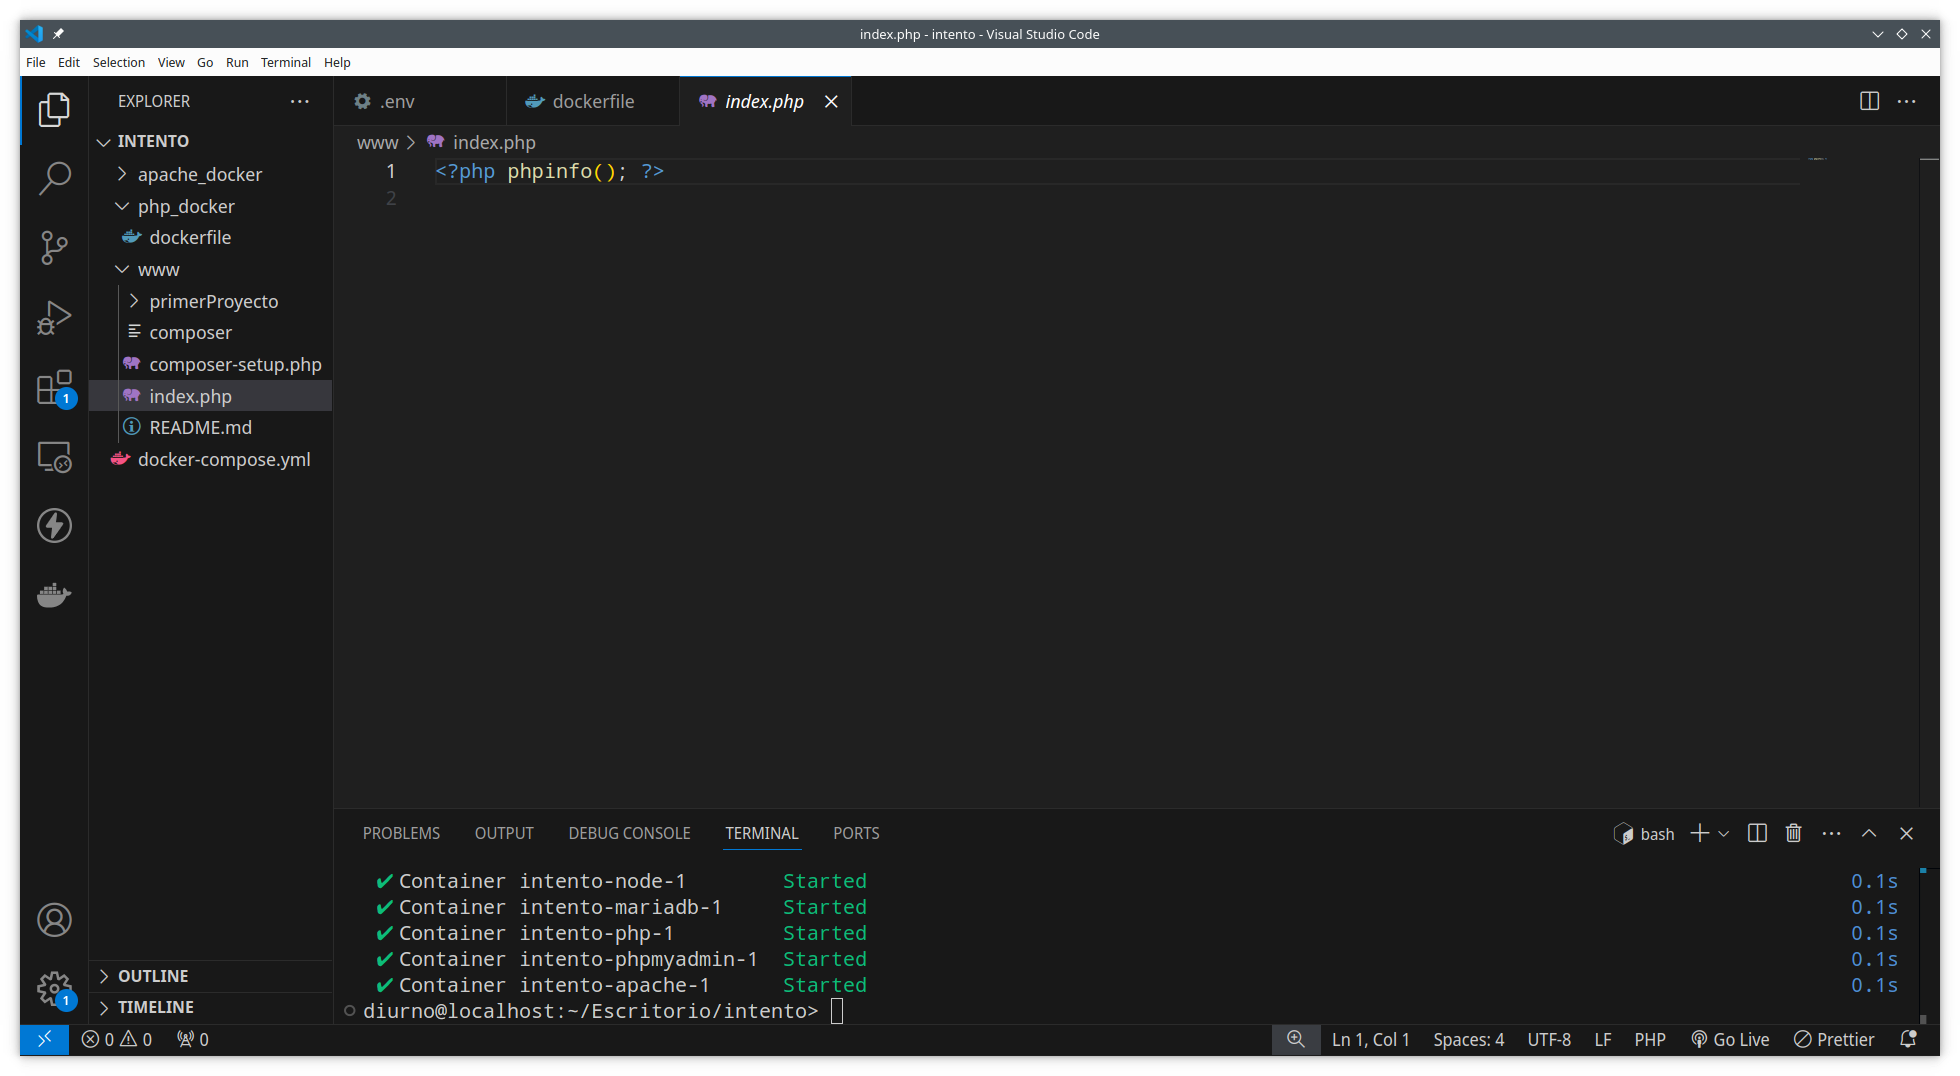 index.php - intento - Visual Studio Code
File Edit Selection View Go Run Terminal Help
EXPLORER
INTENTO
apache_docker
php_docker
dockerfile
www
primerProyecto
composer
composer-setup.php
index.php
README.md
docker-compose.yml
OUTLINE
TIMELINE
.env dockerfile index.php
www > index.php
1 <?php phpinfo(); ?>
2
PROBLEMS OUTPUT DEBUG CONSOLE TERMINAL PORTS bash
✔ Container intento-node-1 Started 0.1s
✔ Container intento-mariadb-1 Started 0.1s
✔ Container intento-php-1 Started 0.1s
✔ Container intento-phpmyadmin-1 Started 0.1s
✔ Container intento-apache-1 Started 0.1s
diurno@localhost:~/Escritorio/intento>
1
1
0 0 0 Ln 1, Col 1 Spaces: 4 UTF-8 LF PHP Go Live Prettier